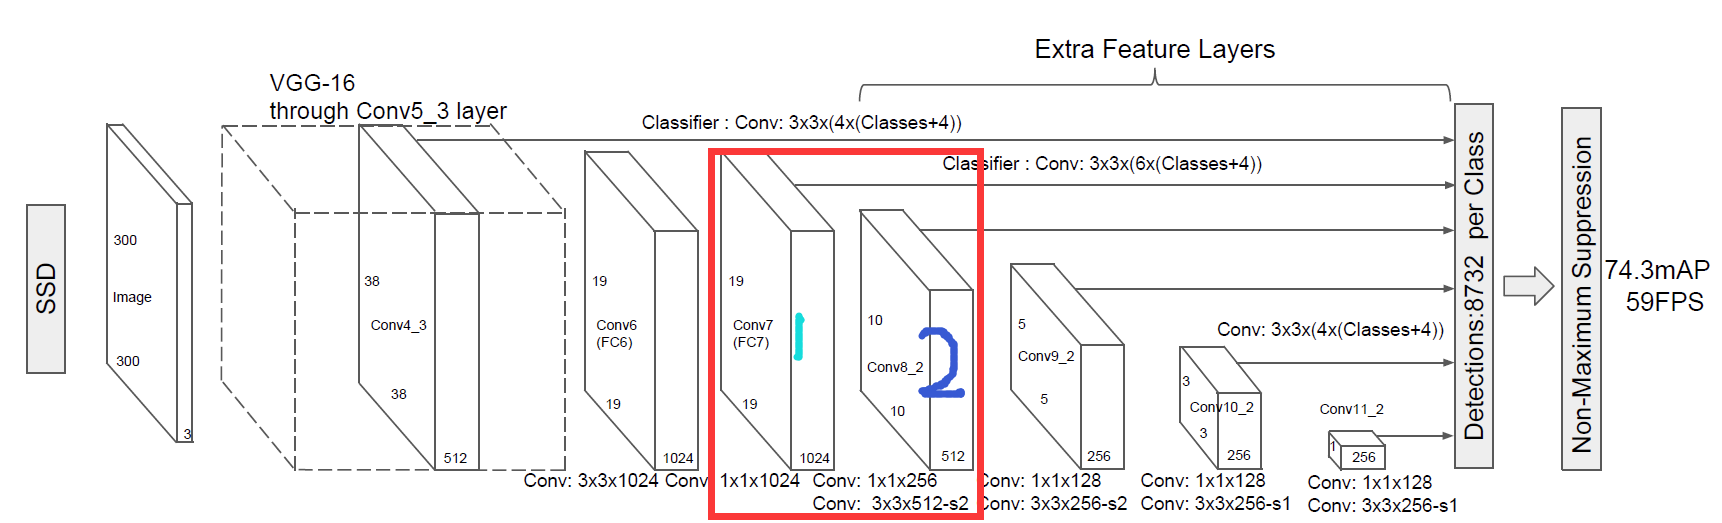 Extra Feature Layers
VGG-16
through Conv5_3 layer
Classifier : Conv: 3x3x(4x(Classes+4))
Classifier : Conv: 3x3x(6x(Classes+4))
SSD
300
Image
300
3
38
Conv4_3
38
512
19
Conv6
(FC6)
19
1024
19
Conv7
(FC7)
19
1024
1
10
Conv8_2
10
512
2
5
Conv9_2
5
256
Conv: 3x3x(4x(Classes+4))
3
Conv10_2
3
256
Conv11_2
1
256
Conv: 3x3x1024
Conv: 1x1x1024
Conv: 1x1x256
Conv: 3x3x512-s2
Conv: 1x1x128
Conv: 3x3x256-s2
Conv: 1x1x128
Conv: 3x3x256-s1
Conv: 1x1x128
Conv: 3x3x256-s1
Detections:8732 per Class
Non-Maximum Suppression
74.3mAP
59FPS